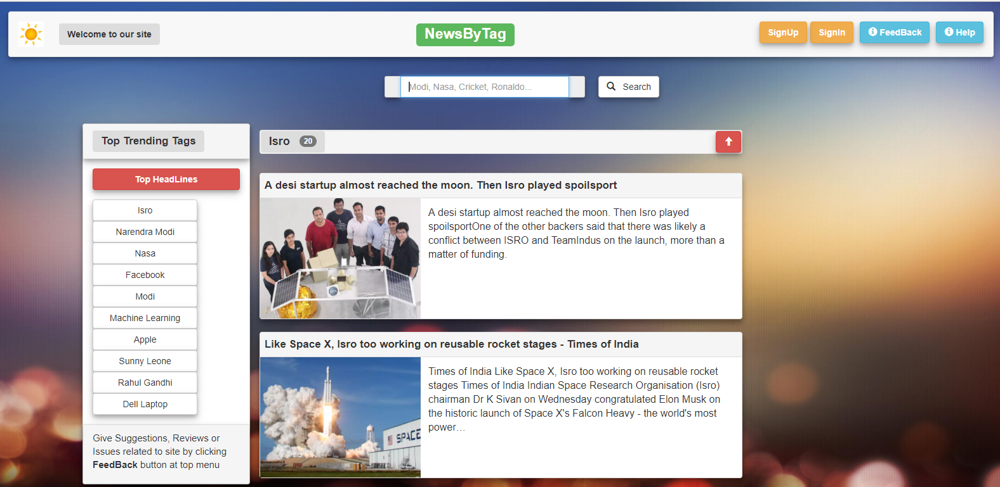 Welcome to our site
NewsByTag
SignUp
SignIn
FeedBack
Help
Modi, Nasa, Cricket, Ronaldo...
Search
Top Trending Tags
Top HeadLines
Isro
Narendra Modi
Nasa
Facebook
Modi
Machine Learning
Apple
Sunny Leone
Rahul Gandhi
Dell Laptop
Give Suggestions, Reviews or
Issues related to site by clicking
FeedBack button at top menu
Isro 20
A desi startup almost reached the moon. Then Isro played spoilsport
A desi startup almost reached the moon. Then Isro played
spoilsportOne of the other backers said that there was likely a
conflict between ISRO and TeamIndus on the launch, more than a
matter of funding.
Like Space X, Isro too working on reusable rocket stages - Times of India
SPACE
Times of India Like Space X, Isro too working on reusable rocket
stages Times of India Indian Space Research Organisation (Isro)
chairman Dr K Sivan on Wednesday congratulated Elon Musk on
the historic launch of Space X's Falcon Heavy - the world's most
power…